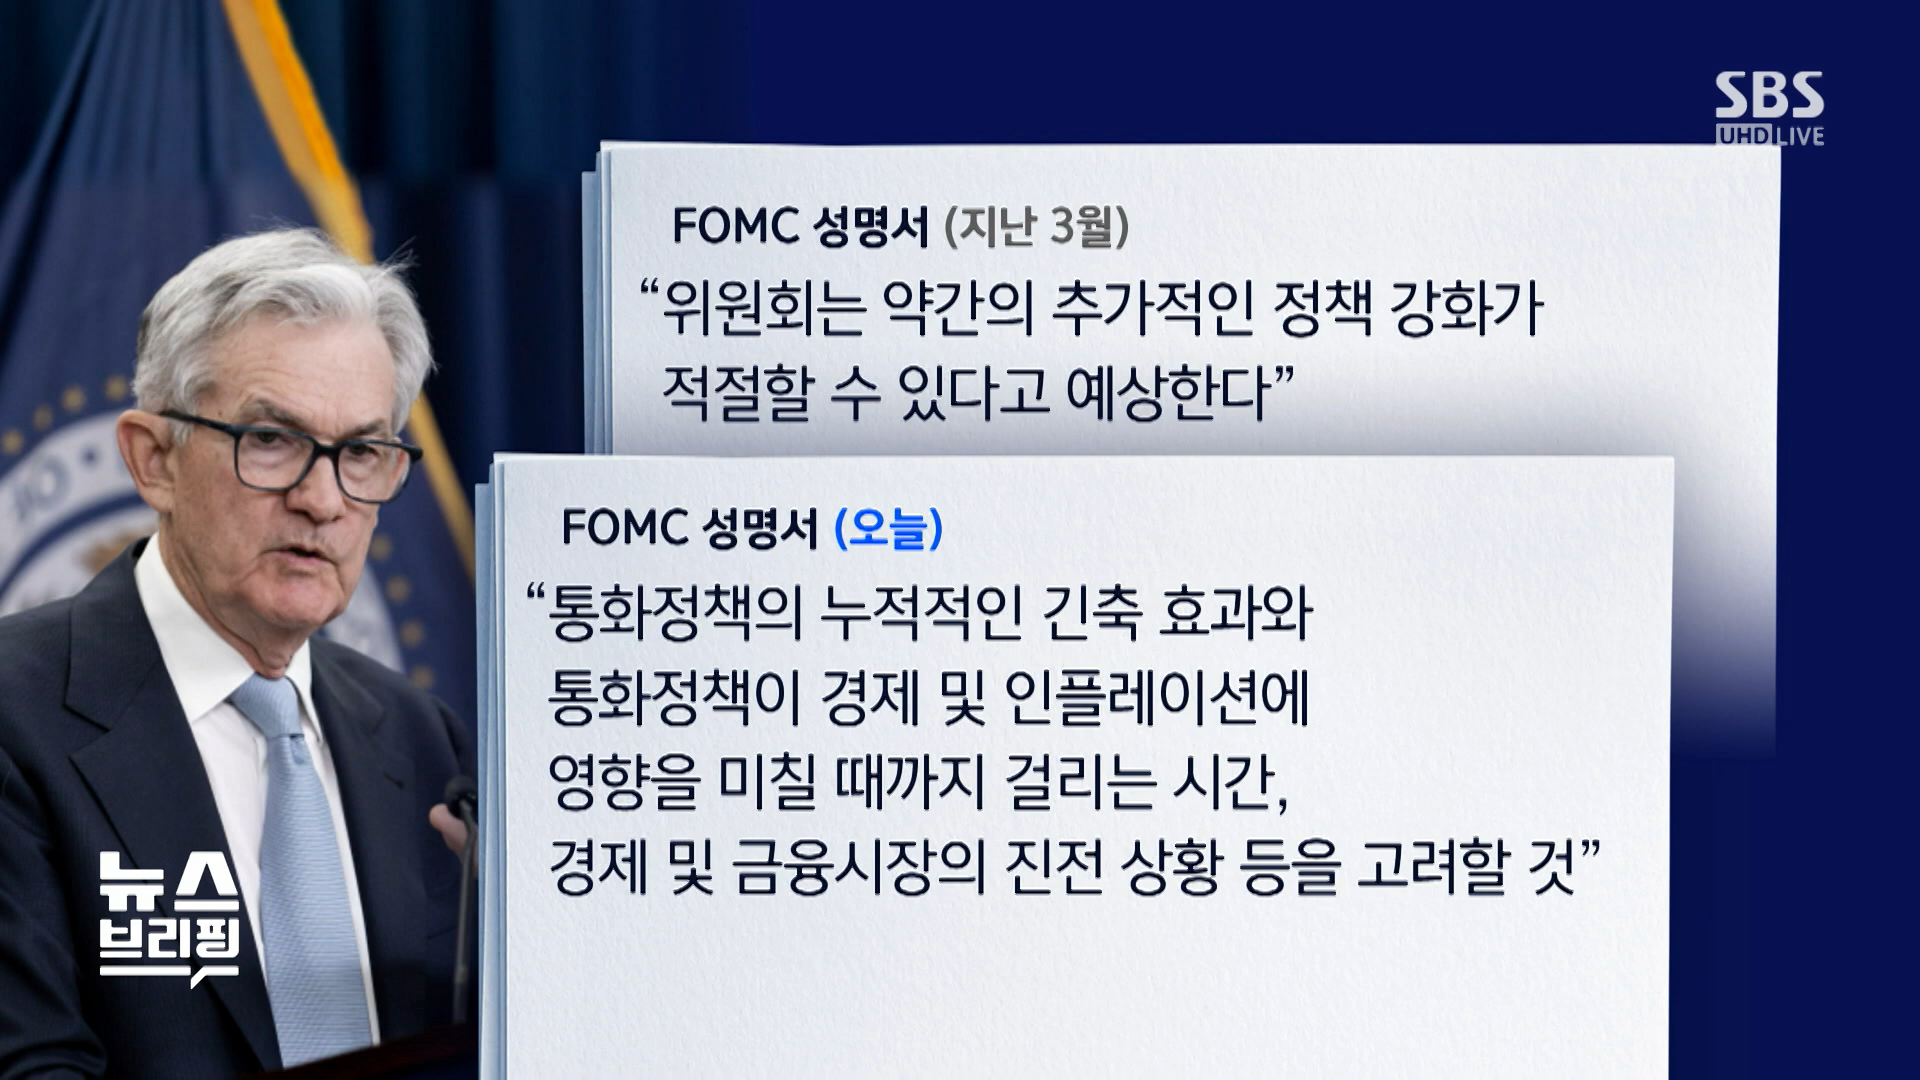 SBS
UHD LIVE
FOMC 성명서 (지난 3월)
“위원회는 약간의 추가적인 정책 강화가
적절할 수 있다고 예상한다”
FOMC 성명서 (오늘)
“통화정책의 누적적인 긴축 효과와
통화정책이 경제 및 인플레이션에
영향을 미칠 때까지 걸리는 시간,
경제 및 금융시장의 진전 상황 등을 고려할 것”
뉴스
브리핑